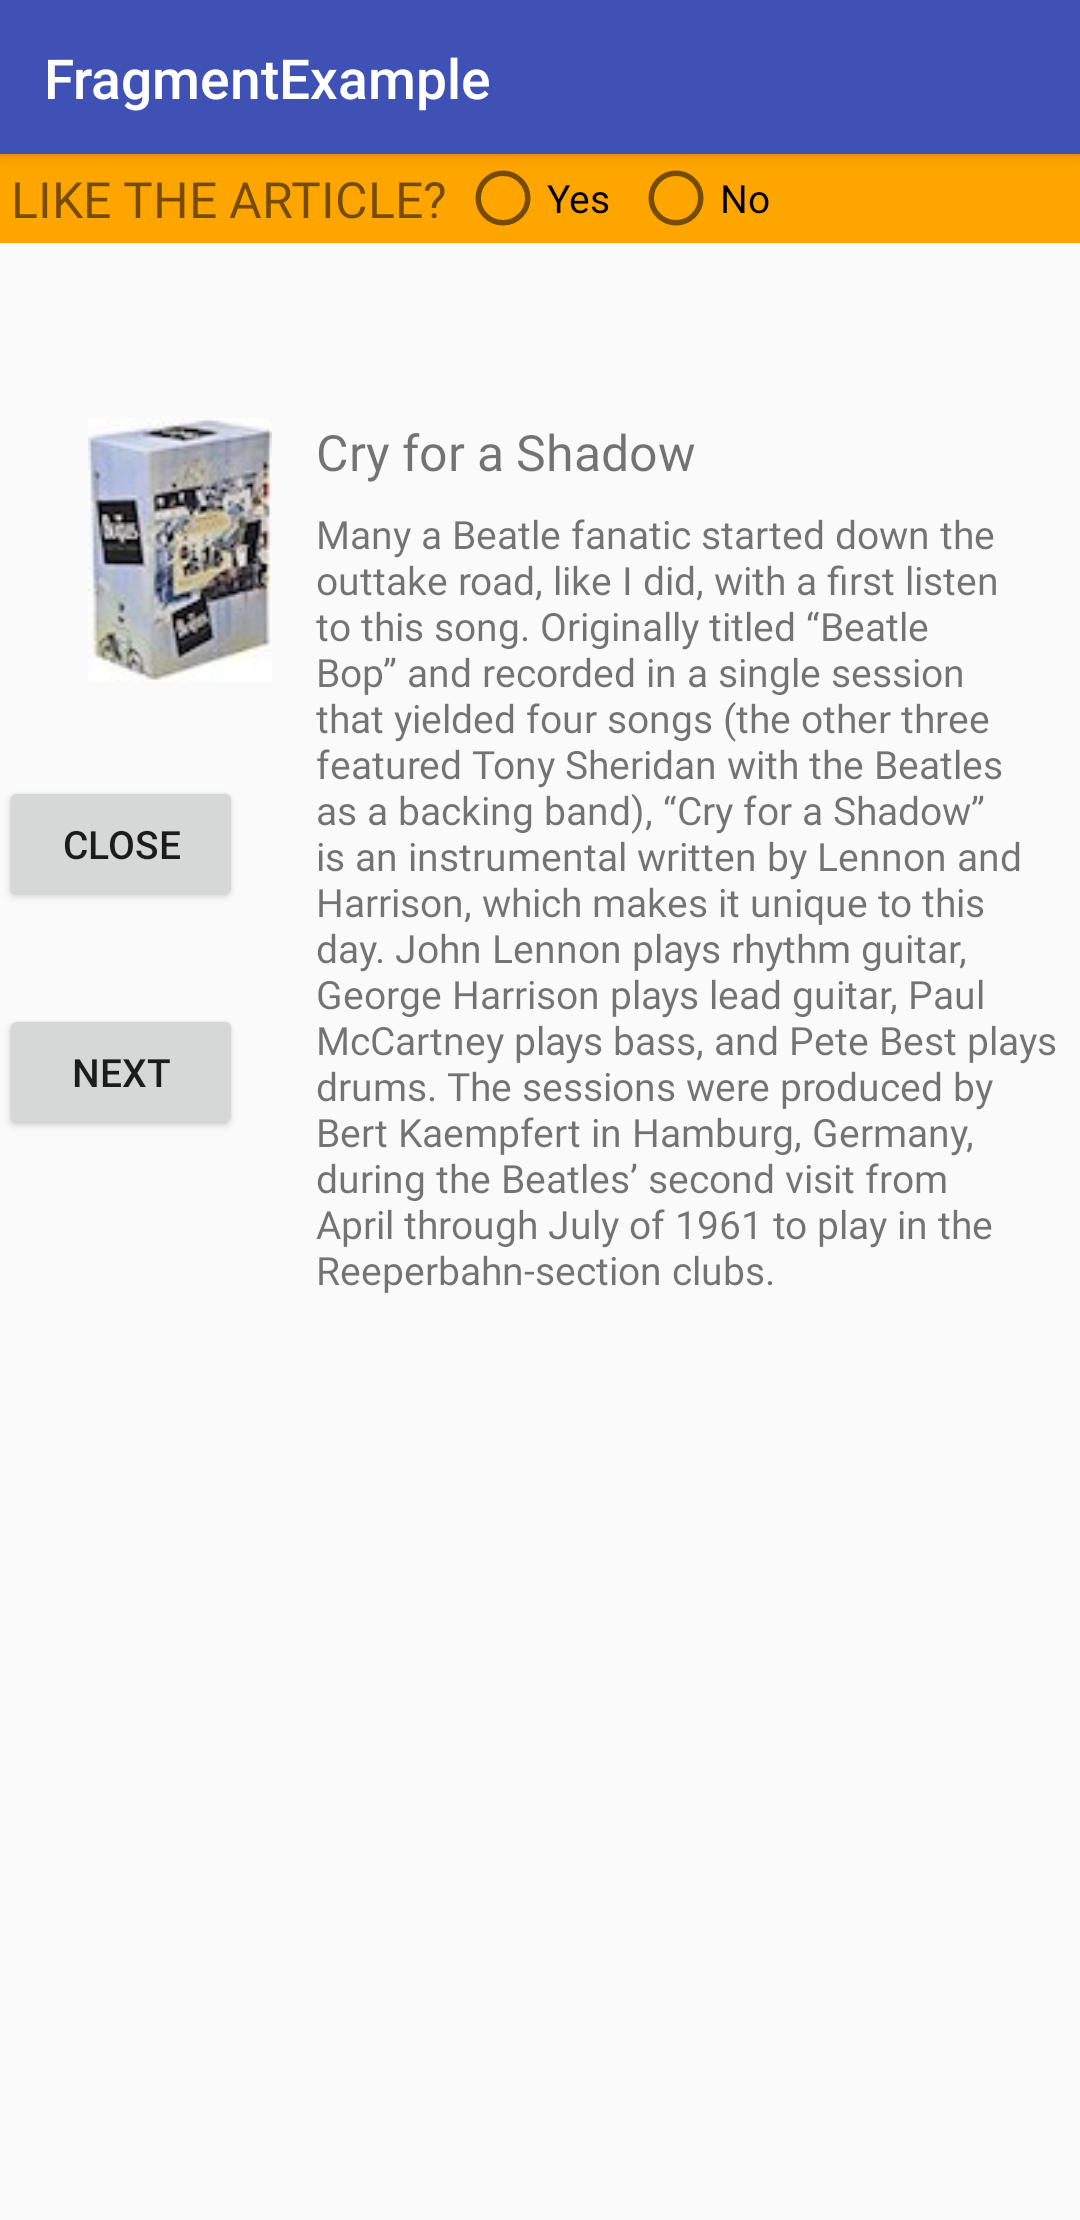 FragmentExample
LIKE THE ARTICLE? Yes No
Cry for a Shadow
Many a Beatle fanatic started down the
outtake road, like I did, with a first listen
to this song. Originally titled “Beatle
Bop” and recorded in a single session
that yielded four songs (the other three
featured Tony Sheridan with the Beatles
as a backing band), “Cry for a Shadow”
is an instrumental written by Lennon and
Harrison, which makes it unique to this
day. John Lennon plays rhythm guitar,
George Harrison plays lead guitar, Paul
McCartney plays bass, and Pete Best plays
drums. The sessions were produced by
Bert Kaempfert in Hamburg, Germany,
during the Beatles’ second visit from
April through July of 1961 to play in the
Reeperbahn-section clubs.
CLOSE
NEXT